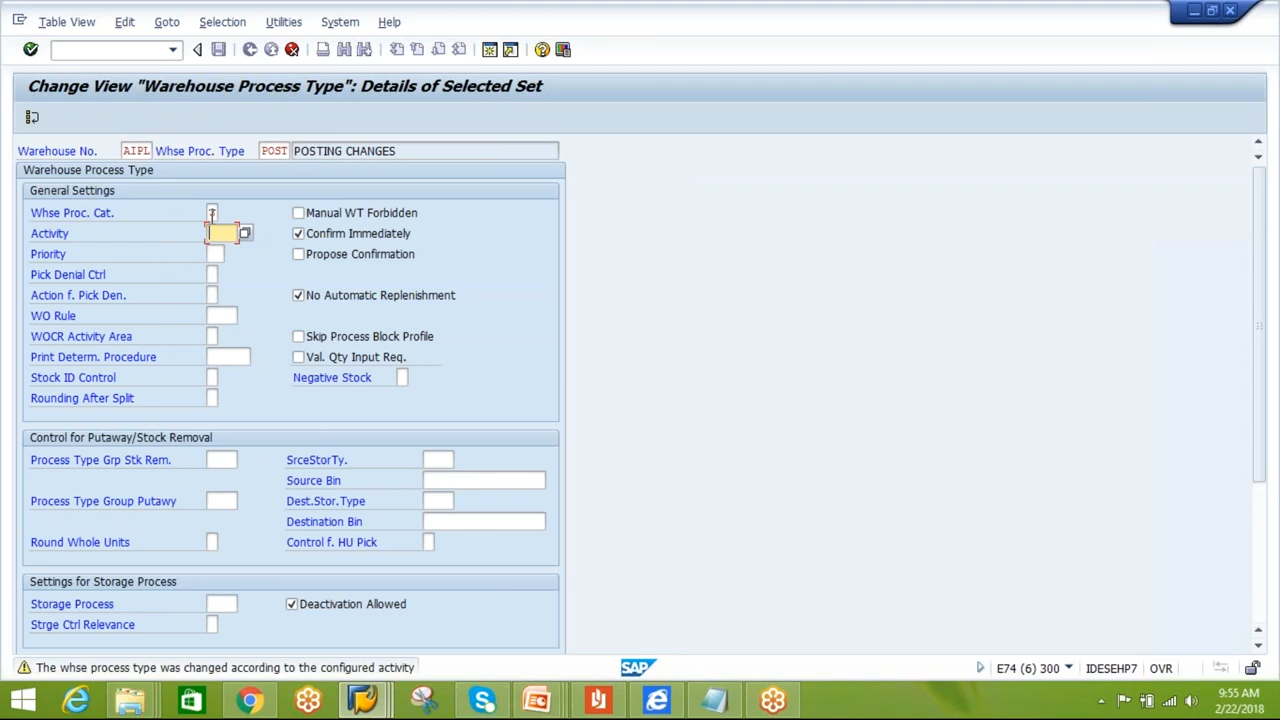 Table View Edit Goto Selection Utilities System Help
Change View "Warehouse Process Type": Details of Selected Set
Warehouse No. AIPL Whse Proc. Type POST POSTING CHANGES
Warehouse Process Type
General Settings
Whse Proc. Cat. Manual WT Forbidden
Activity Confirm Immediately
Priority Propose Confirmation
Pick Denial Ctrl
Action f. Pick Den. No Automatic Replenishment
WO Rule
WOCR Activity Area Skip Process Block Profile
Print Determ. Procedure Val. Qty Input Req.
Stock ID Control Negative Stock
Rounding After Split
Control for Putaway/Stock Removal
Process Type Grp Stk Rem. SrceStorTy.
Source Bin
Process Type Group Putawy Dest.Stor.Type
Destination Bin
Round Whole Units Control f. HU Pick
Settings for Storage Process
Storage Process Deactivation Allowed
Strge Ctrl Relevance
The whse process type was changed according to the configured activity SAP E74 (6) 300 IDESEHP7 OVR
9:55 AM
2/22/2018